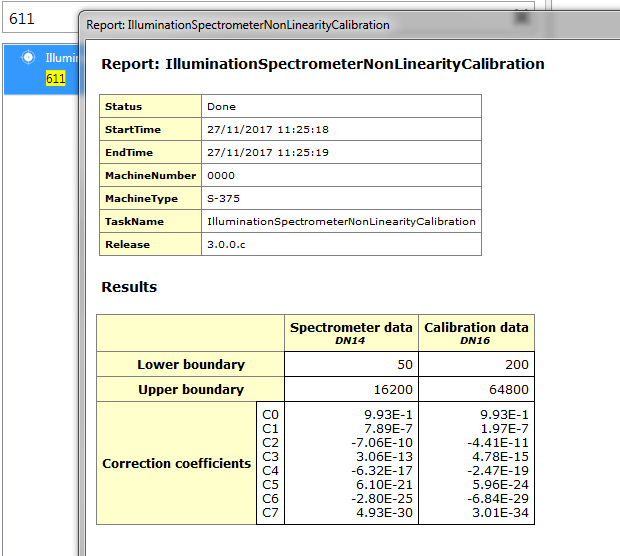 611
Report: IlluminationSpectrometerNonLinearityCalibration
Illumin
611
Report: IlluminationSpectrometerNonLinearityCalibration
Status Done
StartTime 27/11/2017 11:25:18
EndTime 27/11/2017 11:25:19
MachineNumber 0000
MachineType S-375
TaskName IlluminationSpectrometerNonLinearityCalibration
Release 3.0.0.c
Results
Spectrometer data Calibration data
DN14 DN16
Lower boundary 50 200
Upper boundary 16200 64800
Correction coefficients
C0 9.93E-1 9.93E-1
C1 7.89E-7 1.97E-7
C2 -7.06E-10 -4.41E-11
C3 3.06E-13 4.78E-15
C4 -6.32E-17 -2.47E-19
C5 6.10E-21 5.96E-24
C6 -2.80E-25 -6.84E-29
C7 4.93E-30 3.01E-34